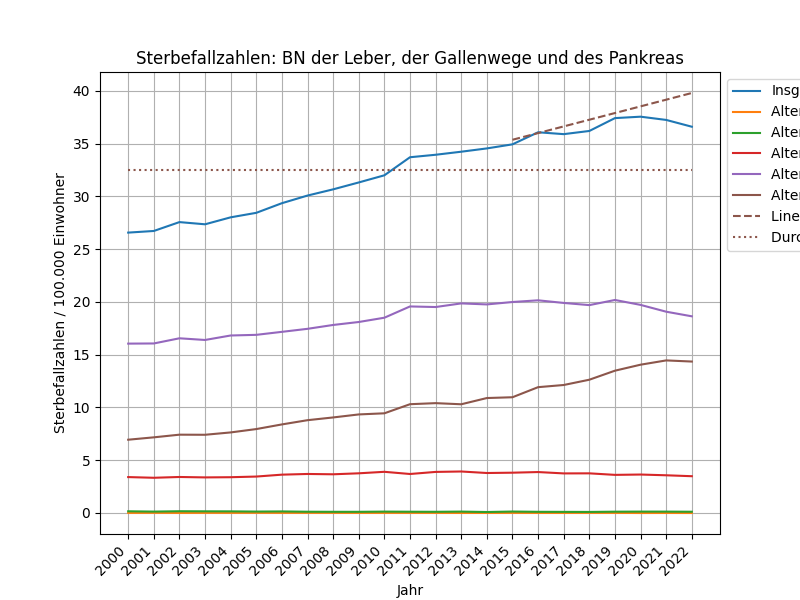 Sterbefallzahlen: BN der Leber, der Gallenwege und des Pankreas
Sterbefallzahlen / 100.000 Einwohner
40
35
30
25
20
15
10
5
0
2000
2001
2002
2003
2004
2005
2006
2007
2008
2009
2010
2011
2012
2013
2014
2015
2016
2017
2018
2019
2020
2021
2022
Jahr
Insg
Alter
Alter
Alter
Alter
Alter
Line
Durc